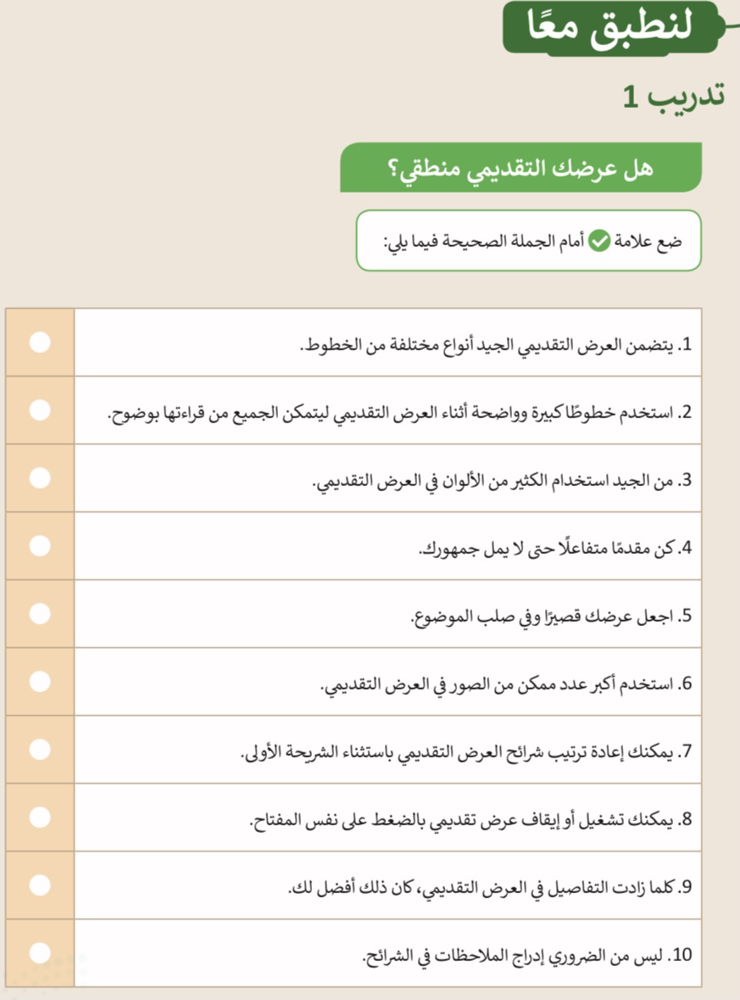 لنطبق معًا
تدريب 1
هل عرضك التقديمي منطقي؟
ضع علامة ✓ أمام الجملة الصحيحة فيما يلي:
1. يتضمن العرض التقديمي الجيد أنواع مختلفة من الخطوط.
2. استخدم خطوطًا كبيرة وواضحة أثناء العرض التقديمي ليتمكن الجميع من قراءتها بوضوح.
3. من الجيد استخدام الكثير من الألوان في العرض التقديمي.
4. كن مقدمًا متفاعلًا حتى لا يمل جمهورك.
5. اجعل عرضك قصيرًا وفي صلب الموضوع.
6. استخدم أكبر عدد ممكن من الصور في العرض التقديمي.
7. يمكنك إعادة ترتيب شرائح العرض التقديمي باستثناء الشريحة الأولى.
8. يمكنك تشغيل أو إيقاف عرض تقديمي بالضغط على نفس المفتاح.
9. كلما زادت التفاصيل في العرض التقديمي، كان ذلك أفضل لك.
10. ليس من الضروري إدراج الملاحظات في الشرائح.